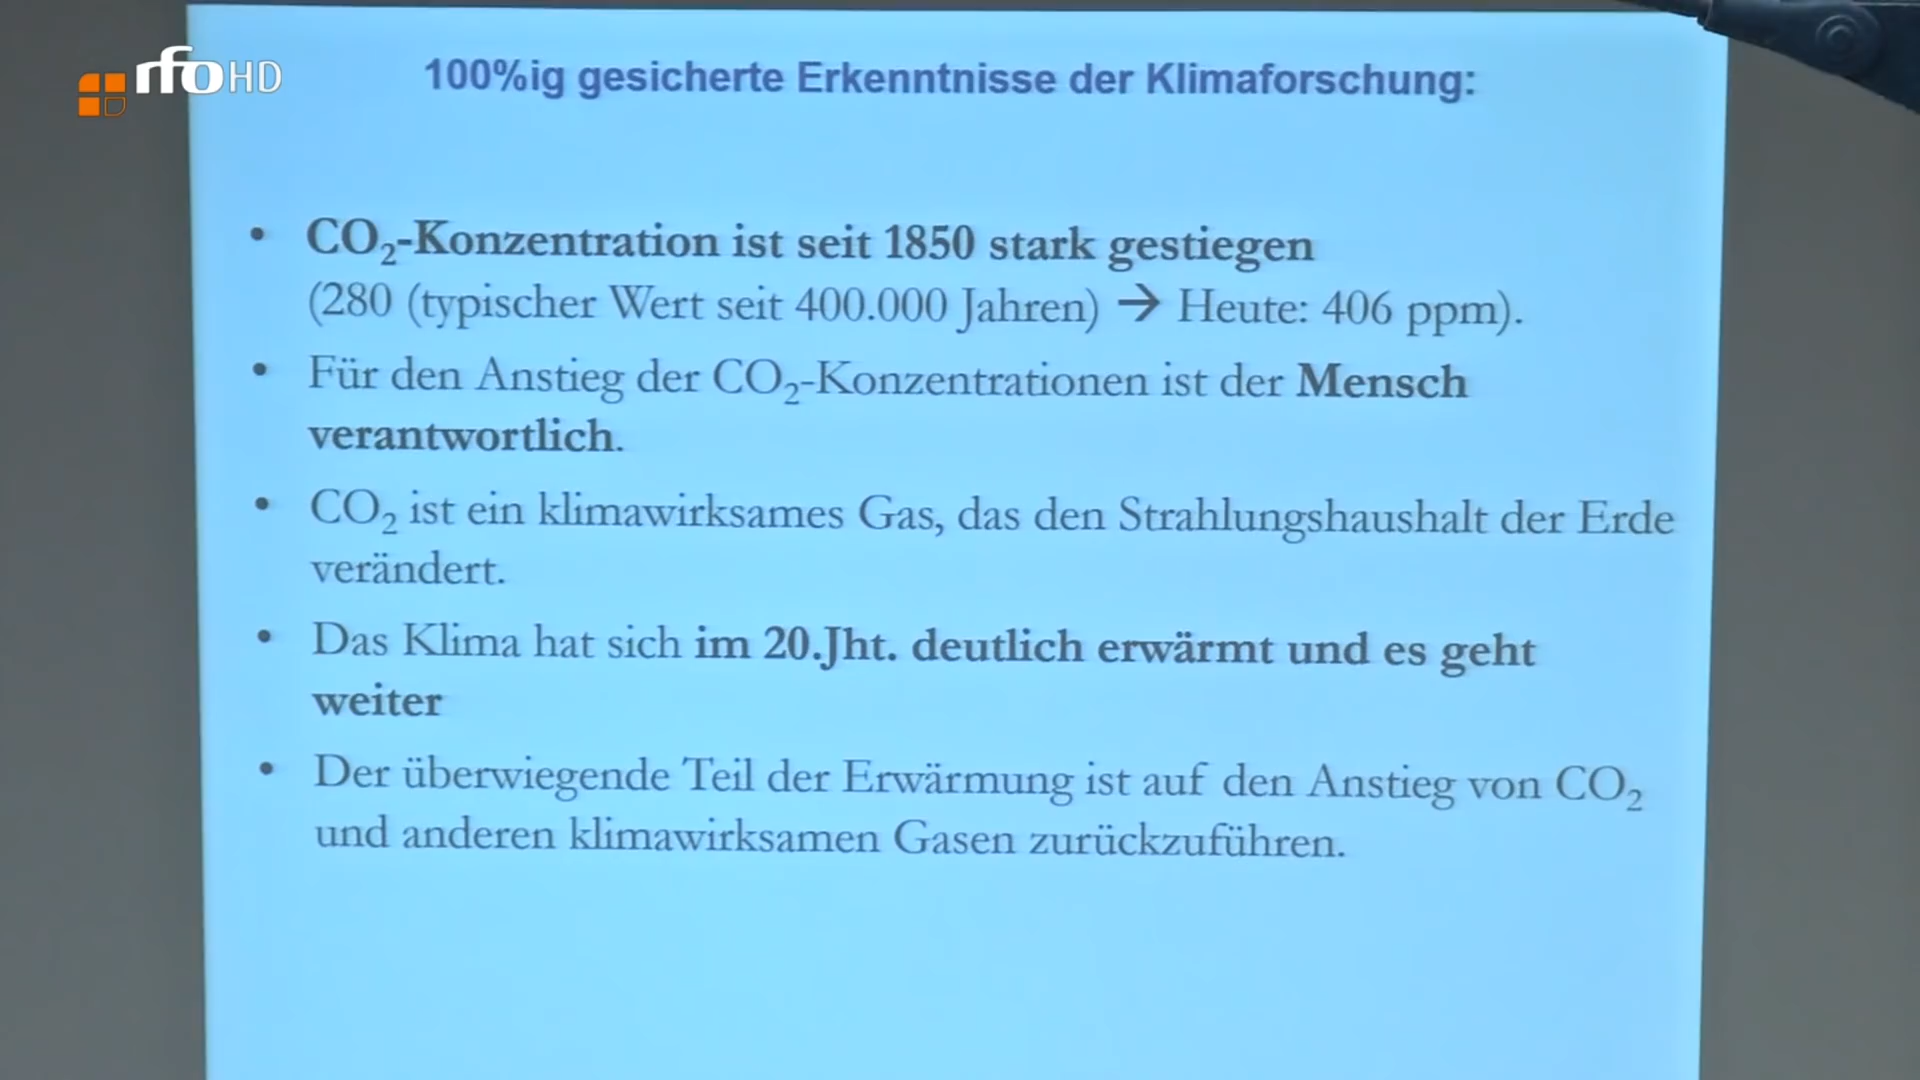 rfo HD
100%ig gesicherte Erkenntnisse der Klimaforschung:
• CO₂-Konzentration ist seit 1850 stark gestiegen
(280 (typischer Wert seit 400.000 Jahren) → Heute: 406 ppm).
• Für den Anstieg der CO₂-Konzentrationen ist der Mensch
verantwortlich.
• CO₂ ist ein klimawirksames Gas, das den Strahlungshaushalt der Erde
verändert.
• Das Klima hat sich im 20.Jht. deutlich erwärmt und es geht
weiter
• Der überwiegende Teil der Erwärmung ist auf den Anstieg von CO₂
und anderen klimawirksamen Gasen zurückzuführen.